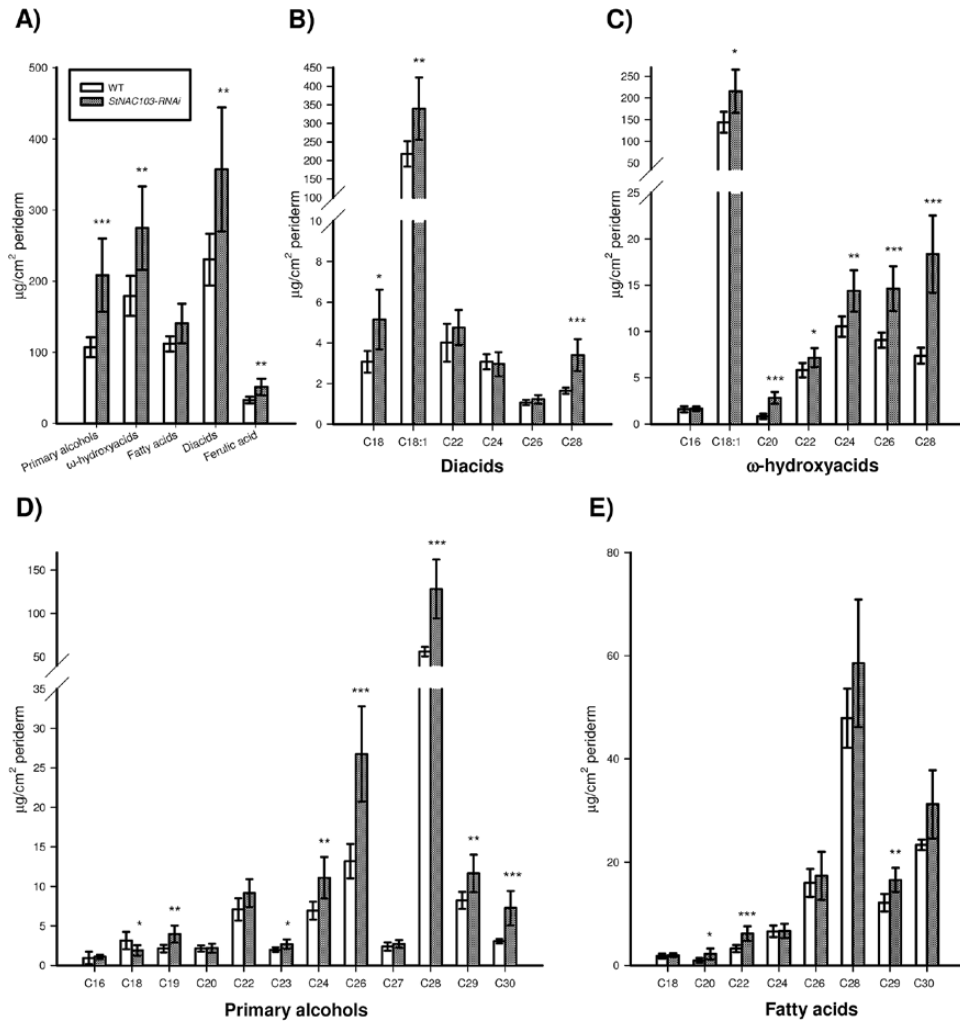 A)
B)
C)
500
400
300
200
100
0
µg/cm² periderm
WT
StNAC103-RNAi
***
**
**
**
Primary alcohols
ω-hydroxyacids
Fatty acids
Diacids
Ferulic acid
450
400
350
300
250
200
150
100
10
8
6
4
2
0
µg/cm² periderm
*
**
***
C18 C18:1 C22 C24 C26 C28
Diacids
250
200
150
100
50
25
20
15
10
5
0
µg/cm² periderm
*
***
*
**
***
***
C16 C18:1 C20 C22 C24 C26 C28
ω-hydroxyacids
D)
E)
150
100
50
35
30
25
20
15
10
5
0
µg/cm² periderm
*
**
*
**
***
***
**
***
C16 C18 C19 C20 C22 C23 C24 C26 C27 C28 C29 C30
Primary alcohols
80
60
40
20
0
µg/cm² periderm
*
***
**
C18 C20 C22 C24 C26 C28 C29 C30
Fatty acids